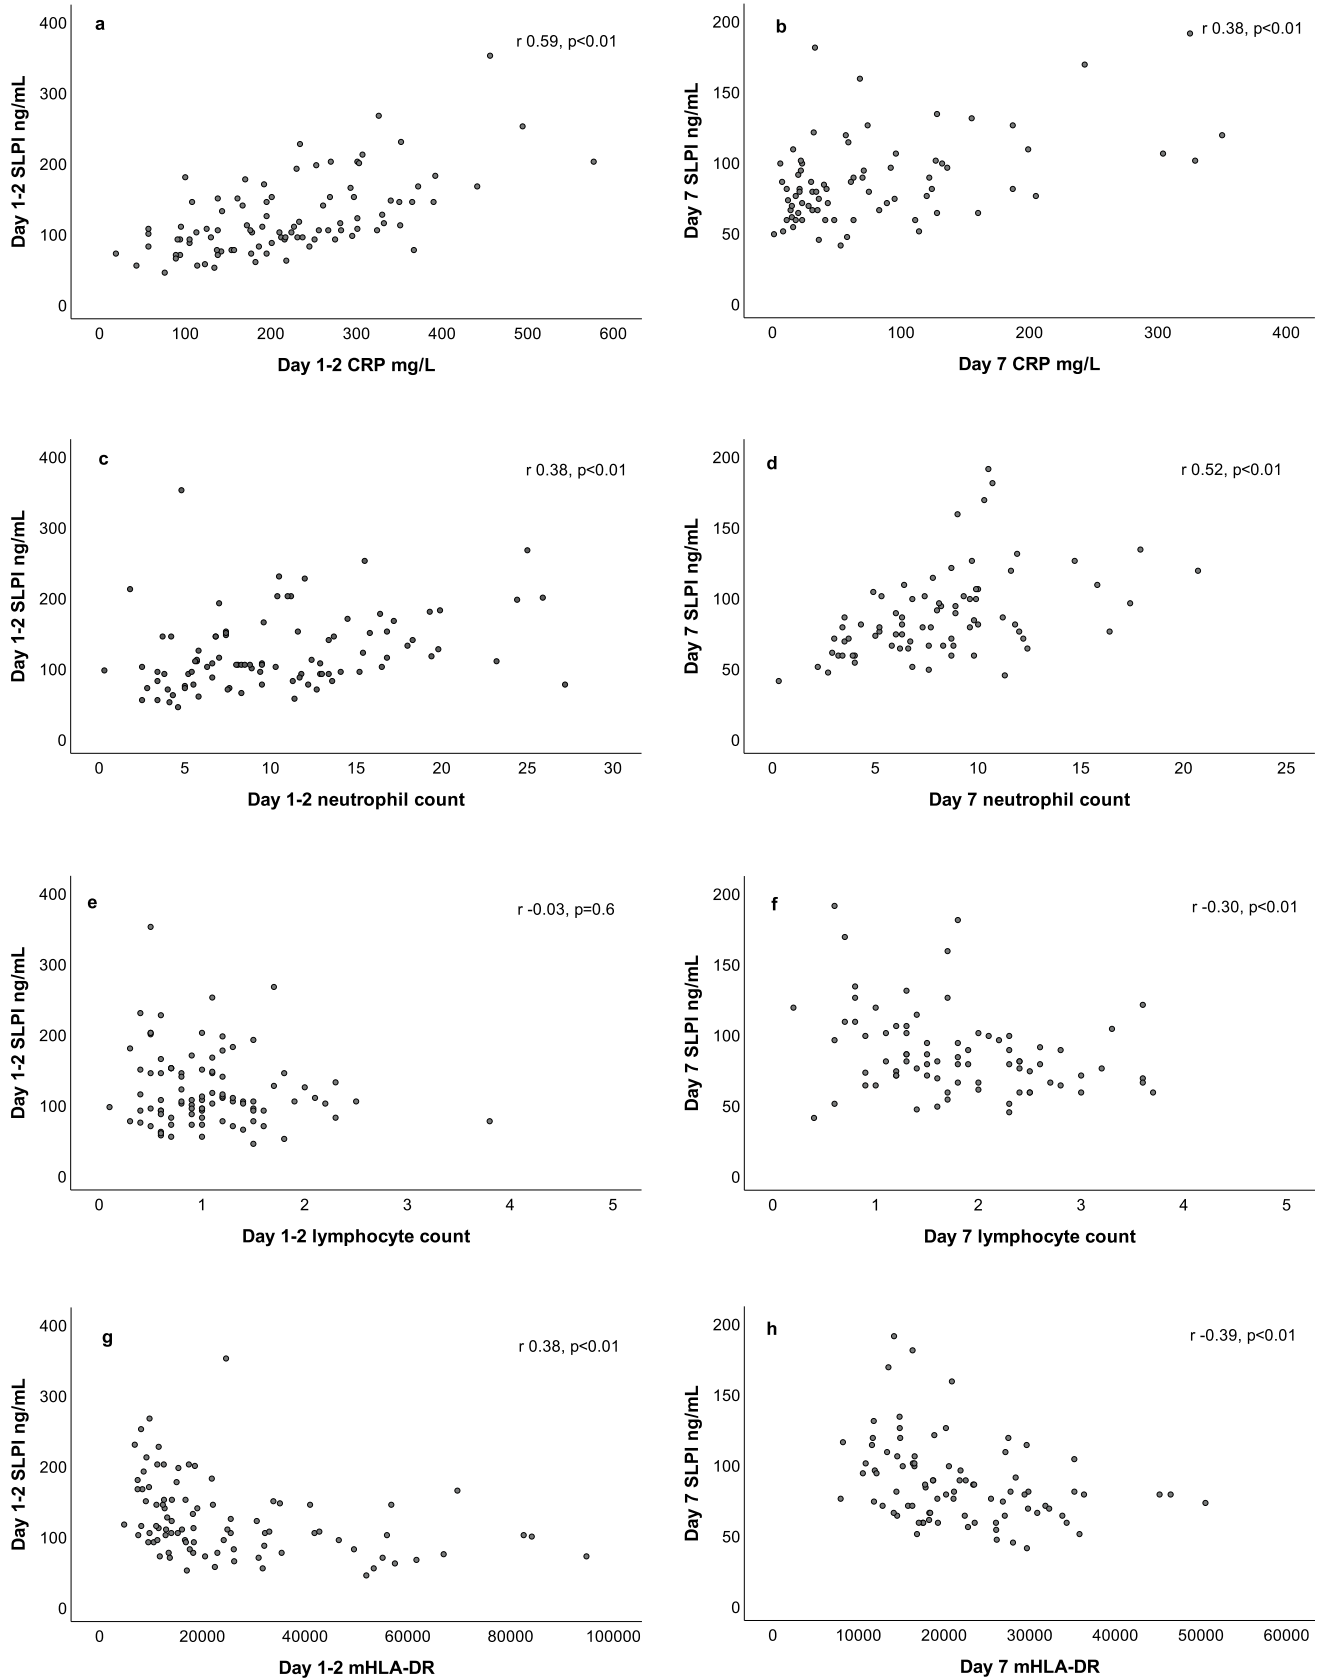 a
r 0.59, p<0.01
Day 1-2 SLPI ng/mL
400
300
200
100
0
0 100 200 300 400 500 600
Day 1-2 CRP mg/L
b
r 0.38, p<0.01
Day 7 SLPI ng/mL
200
150
100
50
0
0 100 200 300 400
Day 7 CRP mg/L
c
r 0.38, p<0.01
Day 1-2 SLPI ng/mL
400
300
200
100
0
0 5 10 15 20 25 30
Day 1-2 neutrophil count
d
r 0.52, p<0.01
Day 7 SLPI ng/mL
200
150
100
50
0
0 5 10 15 20 25
Day 7 neutrophil count
e
r -0.03, p=0.6
Day 1-2 SLPI ng/mL
400
300
200
100
0
0 1 2 3 4 5
Day 1-2 lymphocyte count
f
r -0.30, p<0.01
Day 7 SLPI ng/mL
200
150
100
50
0
0 1 2 3 4 5
Day 7 lymphocyte count
g
r 0.38, p<0.01
Day 1-2 SLPI ng/mL
400
300
200
100
0
0 20000 40000 60000 80000 100000
Day 1-2 mHLA-DR
h
r -0.39, p<0.01
Day 7 SLPI ng/mL
200
150
100
50
0
0 10000 20000 30000 40000 50000 60000
Day 7 mHLA-DR